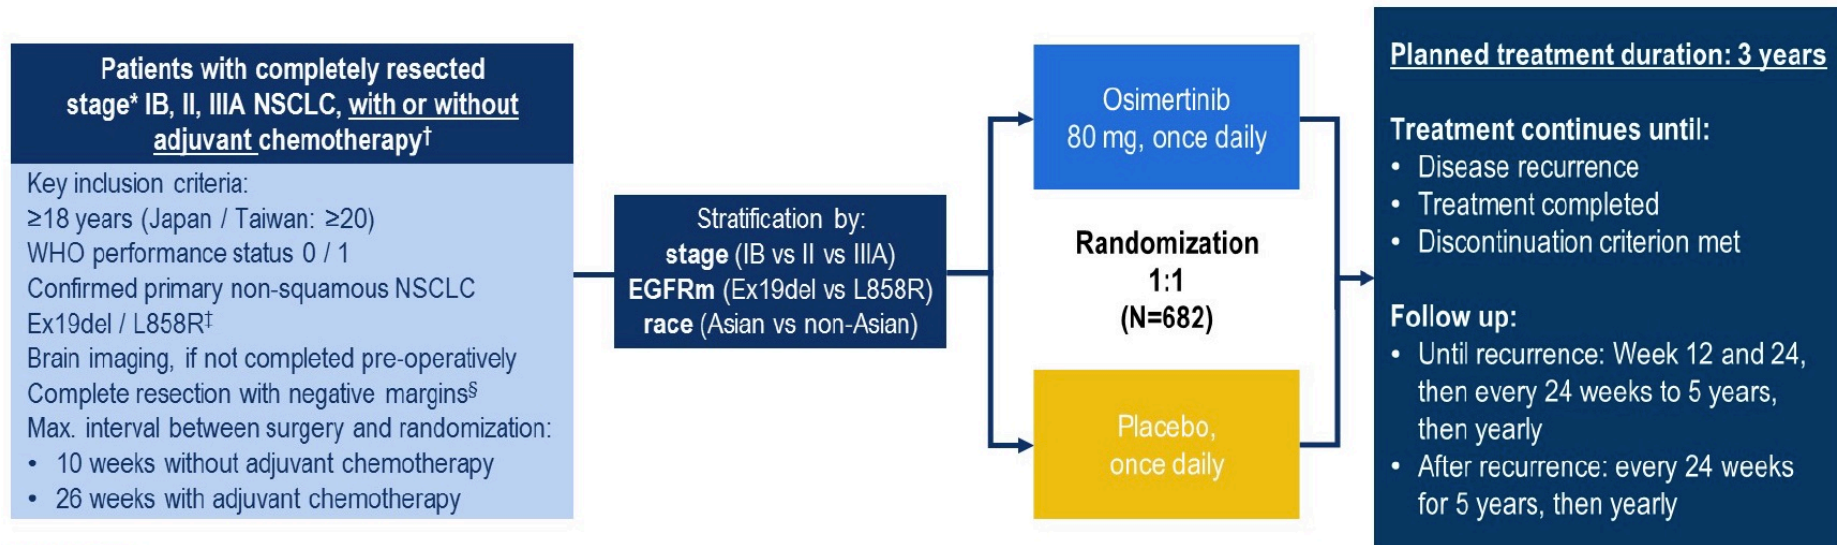 Patients with completely resected
stage* IB, II, IIIA NSCLC, with or without
adjuvant chemotherapy†
Key inclusion criteria:
≥18 years (Japan / Taiwan: ≥20)
WHO performance status 0 / 1
Confirmed primary non-squamous NSCLC
Ex19del / L858R‡
Brain imaging, if not completed pre-operatively
Complete resection with negative margins§
Max. interval between surgery and randomization:
• 10 weeks without adjuvant chemotherapy
• 26 weeks with adjuvant chemotherapy
Stratification by:
stage (IB vs II vs IIIA)
EGFRm (Ex19del vs L858R)
race (Asian vs non-Asian)
Osimertinib
80 mg, once daily
Randomization
1:1
(N=682)
Placebo,
once daily
Planned treatment duration: 3 years
Treatment continues until:
• Disease recurrence
• Treatment completed
• Discontinuation criterion met
Follow up:
• Until recurrence: Week 12 and 24,
then every 24 weeks to 5 years,
then yearly
• After recurrence: every 24 weeks
for 5 years, then yearly